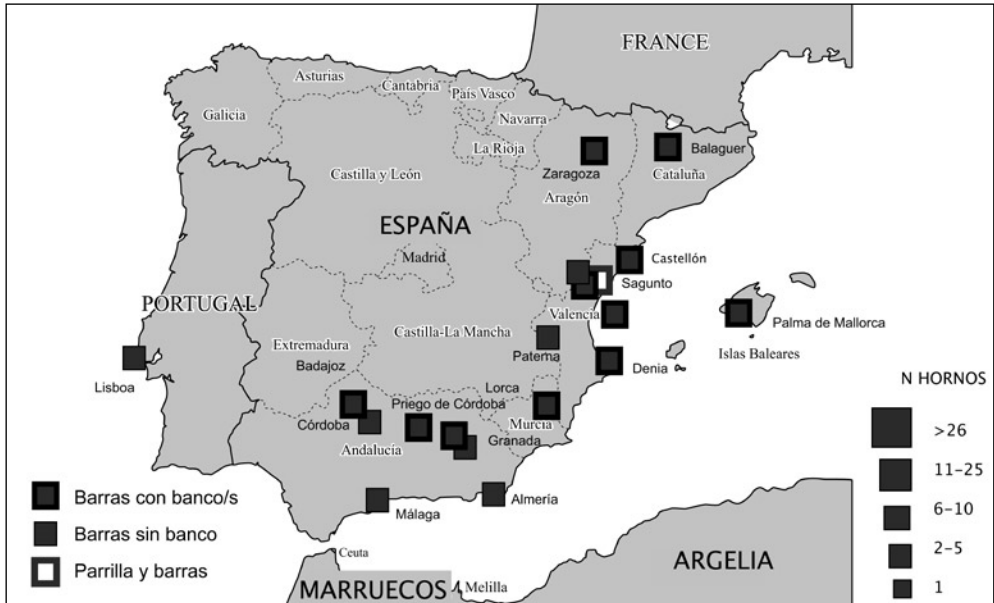 FRANCE
Asturias
Cantabria
País Vasco
Galicia
Navarra
La Rioja
Balaguer
Zaragoza
Cataluña
Castilla y León
Aragón
ESPAÑA
Madrid
Castellón
Sagunto
PORTUGAL
Valencia
Palma de Mallorca
Castilla-La Mancha
Extremadura
Islas Baleares
Paterna
Badajoz
Denia
Lisboa
Lorca
N HORNOS
Priego de Córdoba
Córdoba
Murcia
Granada
>26
Andalucía
11-25
Barras con banco/s
Almería
Málaga
6-10
Barras sin banco
Ceuta
2-5
Parrilla y barras
ARGELIA
MARRUECOS
Melilla
1